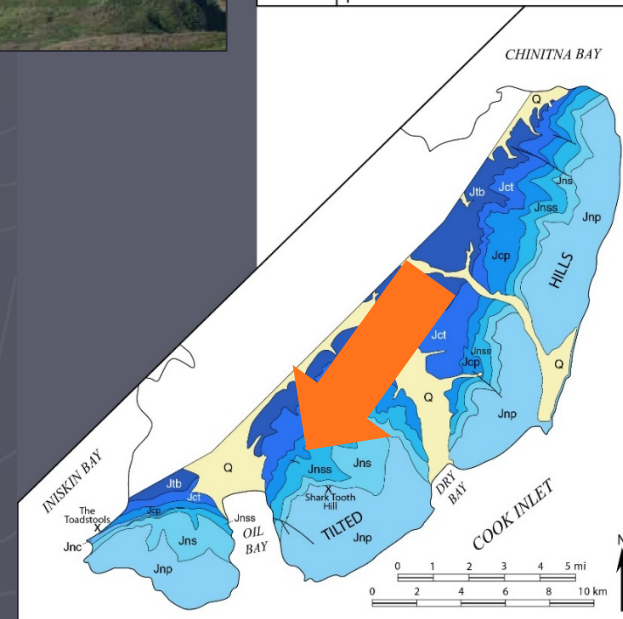 CHINITNA BAY
Q
Jtb
Jct
Jns
Jnss
Jnp
Jcp
HILLS
Jct
Jnss
Jcp
Q
Q
Jnp
Q
Jnss
Jns
Shark Tooth
Hill
DRY
BAY
INISKIN BAY
Jtb
Jct
The
Toadstools
Jcp
Jnss
OIL
BAY
TILTED
Jnp
COOK INLET
Jnc
Jns
Jnp
0 1 2 3 4 5 mi
0 2 4 6 8 10 km
N